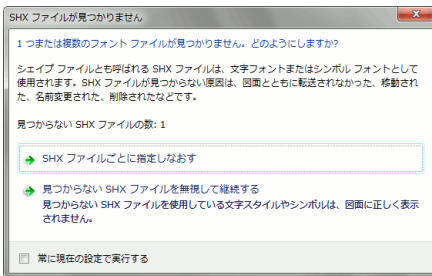 SHX ファイルが見つかりません
1 つまたは複数のフォント ファイルが見つかりません。どのようにしますか?
シェイプ ファイルとも呼ばれる SHX ファイルは、文字フォントまたはシンボル フォントとして
使用されます。SHX ファイルが見つからない原因は、図面とともに転送されなかった、移動され
た、名前変更された、削除されたなどです。
見つからない SHX ファイルの数: 1
SHX ファイルごとに指定しなおす
見つからない SHX ファイルを無視して継続する
見つからない SHX ファイルを使用している文字スタイルやシンボルは、図面に正しく表示
されません。
常に現在の設定で実行する